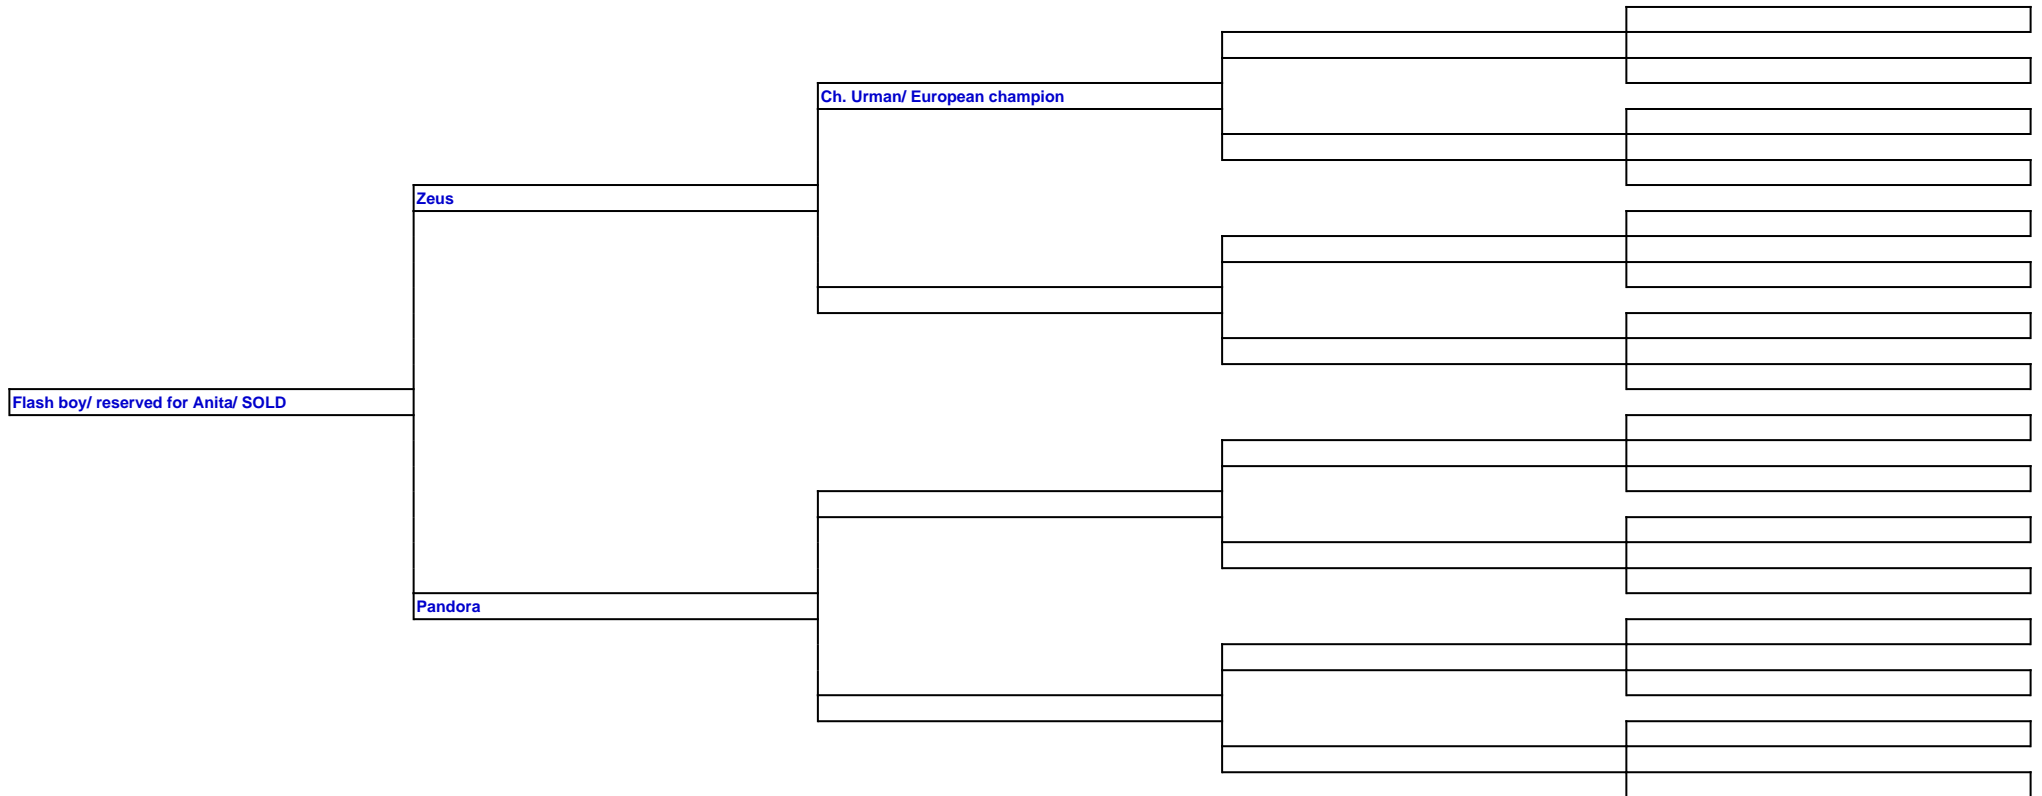 Ch. Urman/ European champion
Zeus
Flash boy/ reserved for Anita/ SOLD
Pandora